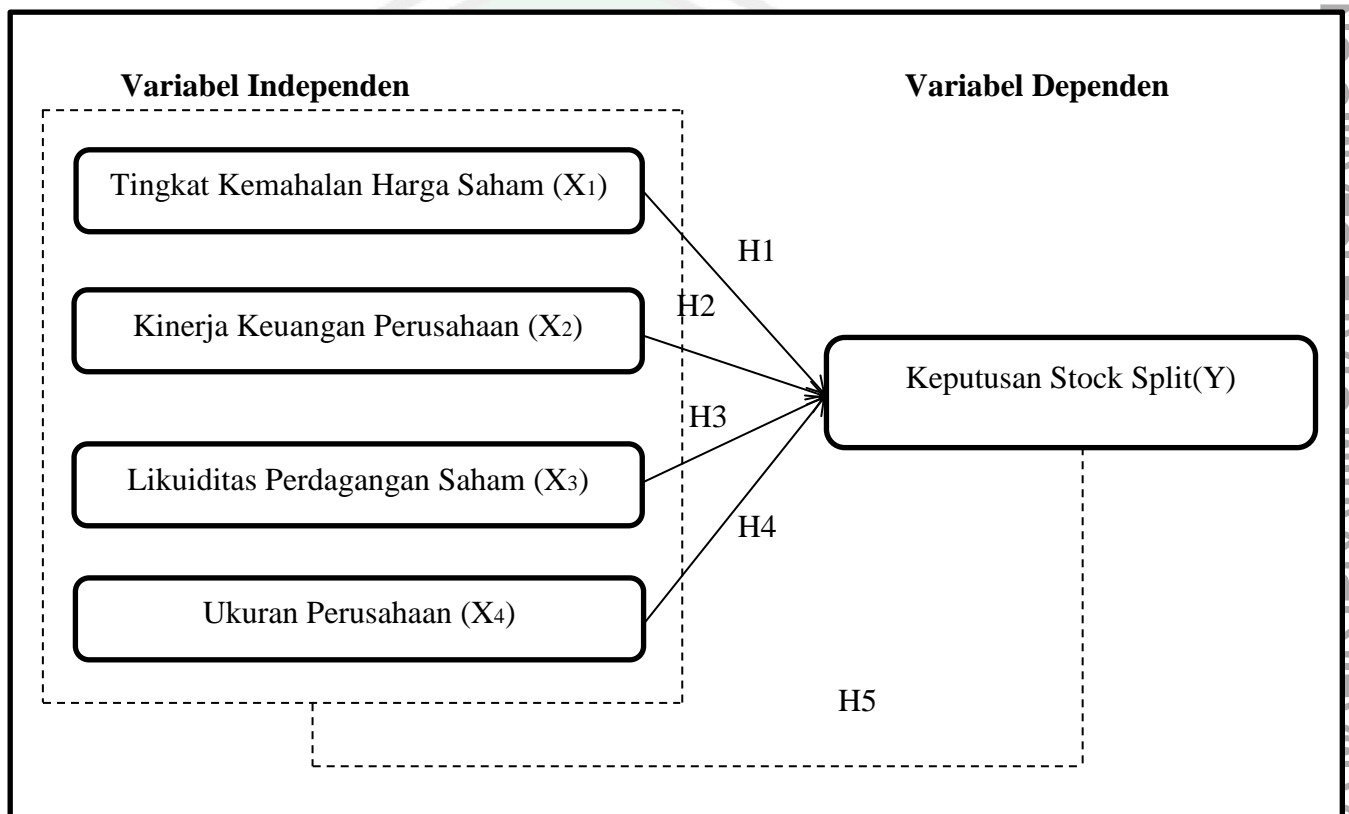 Variabel Independen
Variabel Dependen
Tingkat Kemahalan Harga Saham (X1)
H1
Kinerja Keuangan Perusahaan (X2)
H2
Keputusan Stock Split(Y)
H3
Likuiditas Perdagangan Saham (X3)
H4
Ukuran Perusahaan (X4)
H5